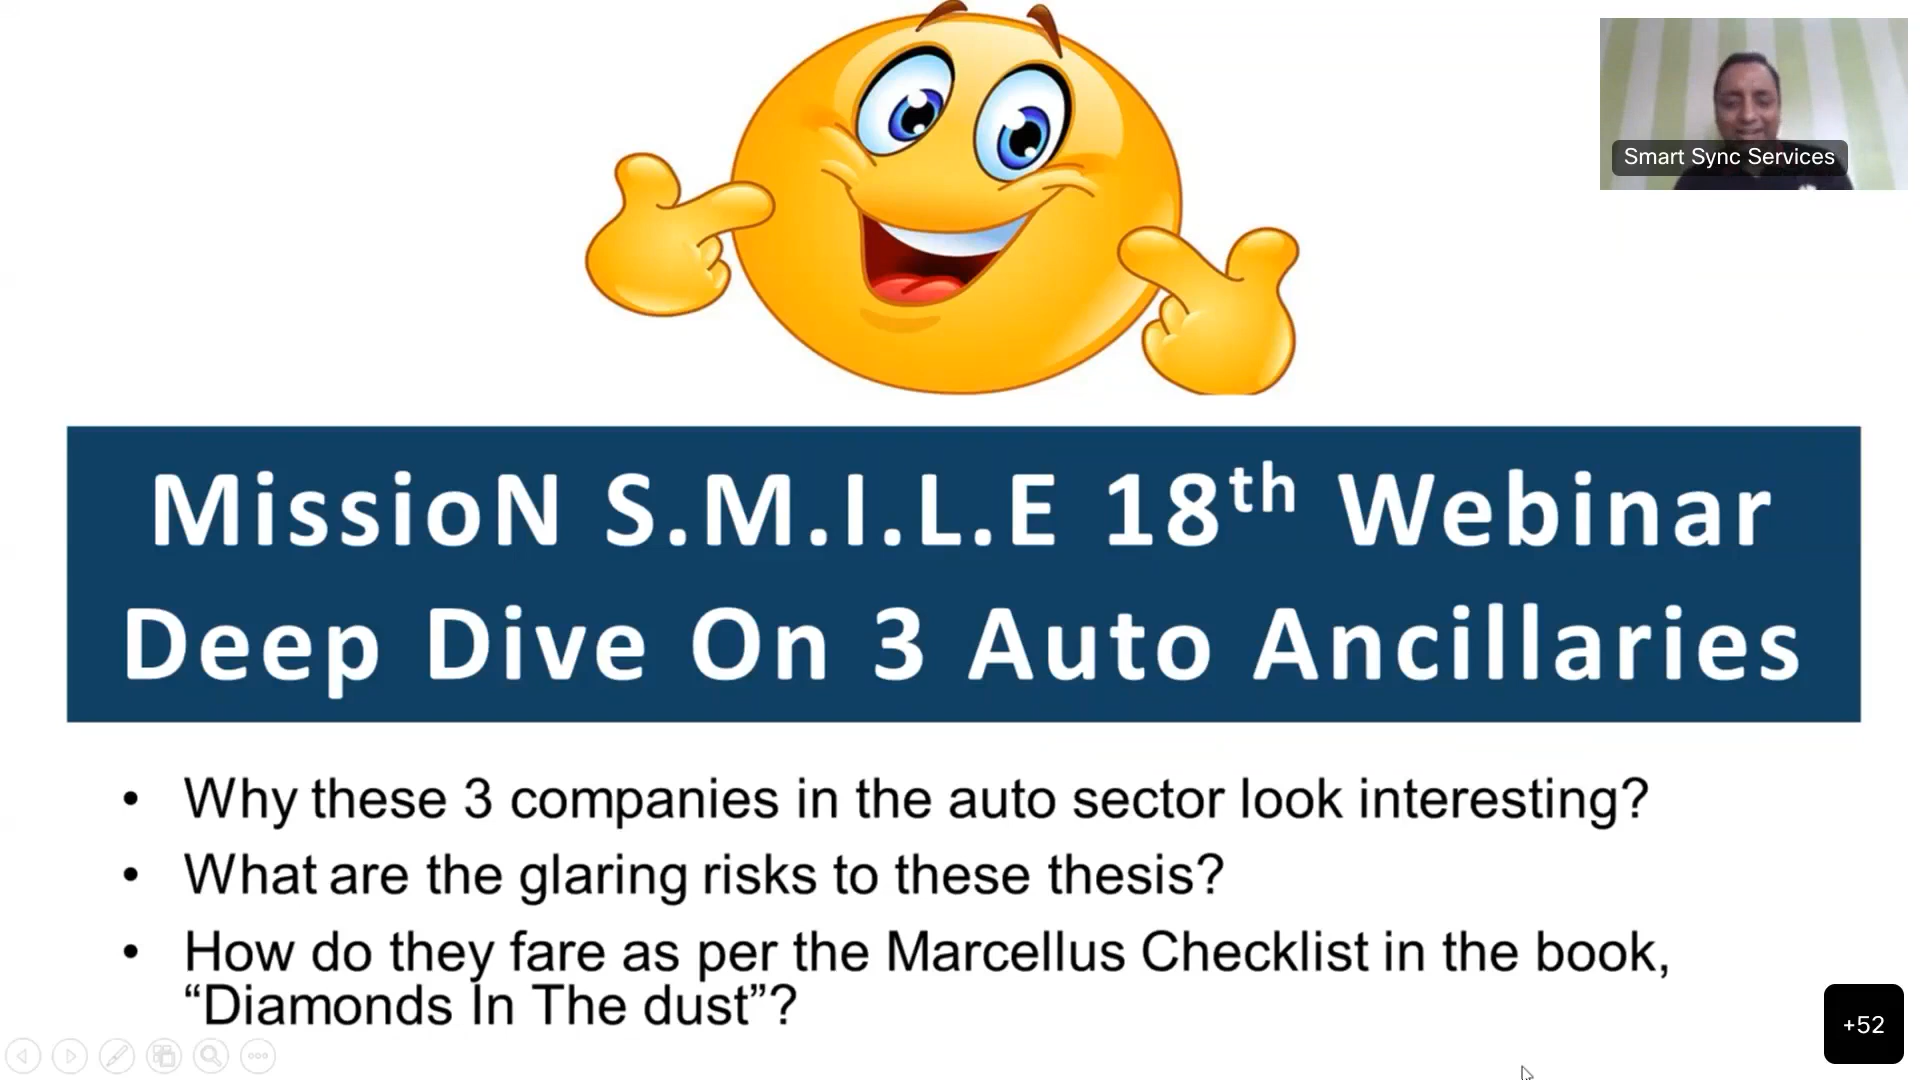 Smart Sync Services
MissioN S.M.I.L.E 18th Webinar
Deep Dive On 3 Auto Ancillaries
• Why these 3 companies in the auto sector look interesting?
• What are the glaring risks to these thesis?
• How do they fare as per the Marcellus Checklist in the book,
“Diamonds In The dust”?
+52